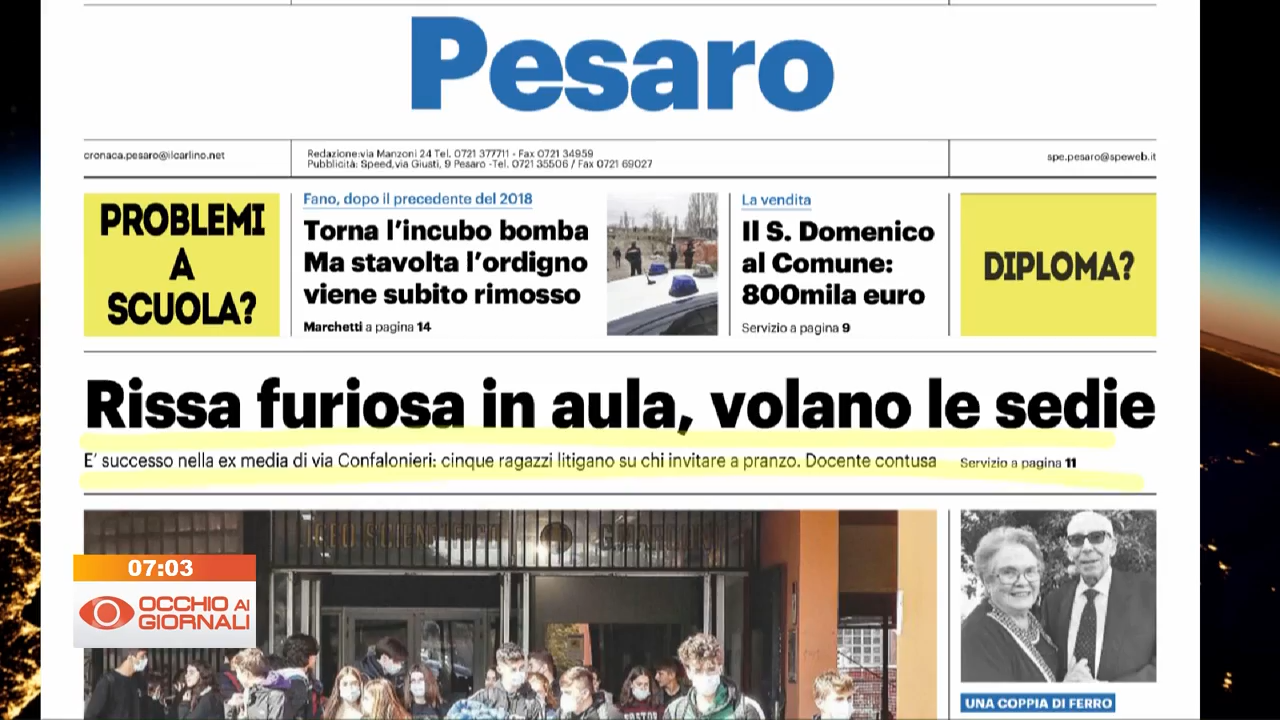 Pesaro
cronaca.pesaro@ilcarlino.net
Redazione:via Manzoni 24 Tel. 0721 377711 - Fax 0721 34959
Pubblicità: Speed,via Giusti, 9 Pesaro -Tel. 0721 35506 / Fax 0721 69027
spe.pesaro@speweb.it
PROBLEMI
A
SCUOLA?
Fano, dopo il precedente del 2018
Torna l'incubo bomba
Ma stavolta l'ordigno
viene subito rimosso
Marchetti a pagina 14
La vendita
Il S. Domenico
al Comune:
800mila euro
Servizio a pagina 9
DIPLOMA?
Rissa furiosa in aula, volano le sedie
E' successo nella ex media di via Confalonieri: cinque ragazzi litigano su chi invitare a pranzo. Docente contusa
Servizio a pagina 11
07:03
OCCHIO AI
GIORNALI
UNA COPPIA DI FERRO